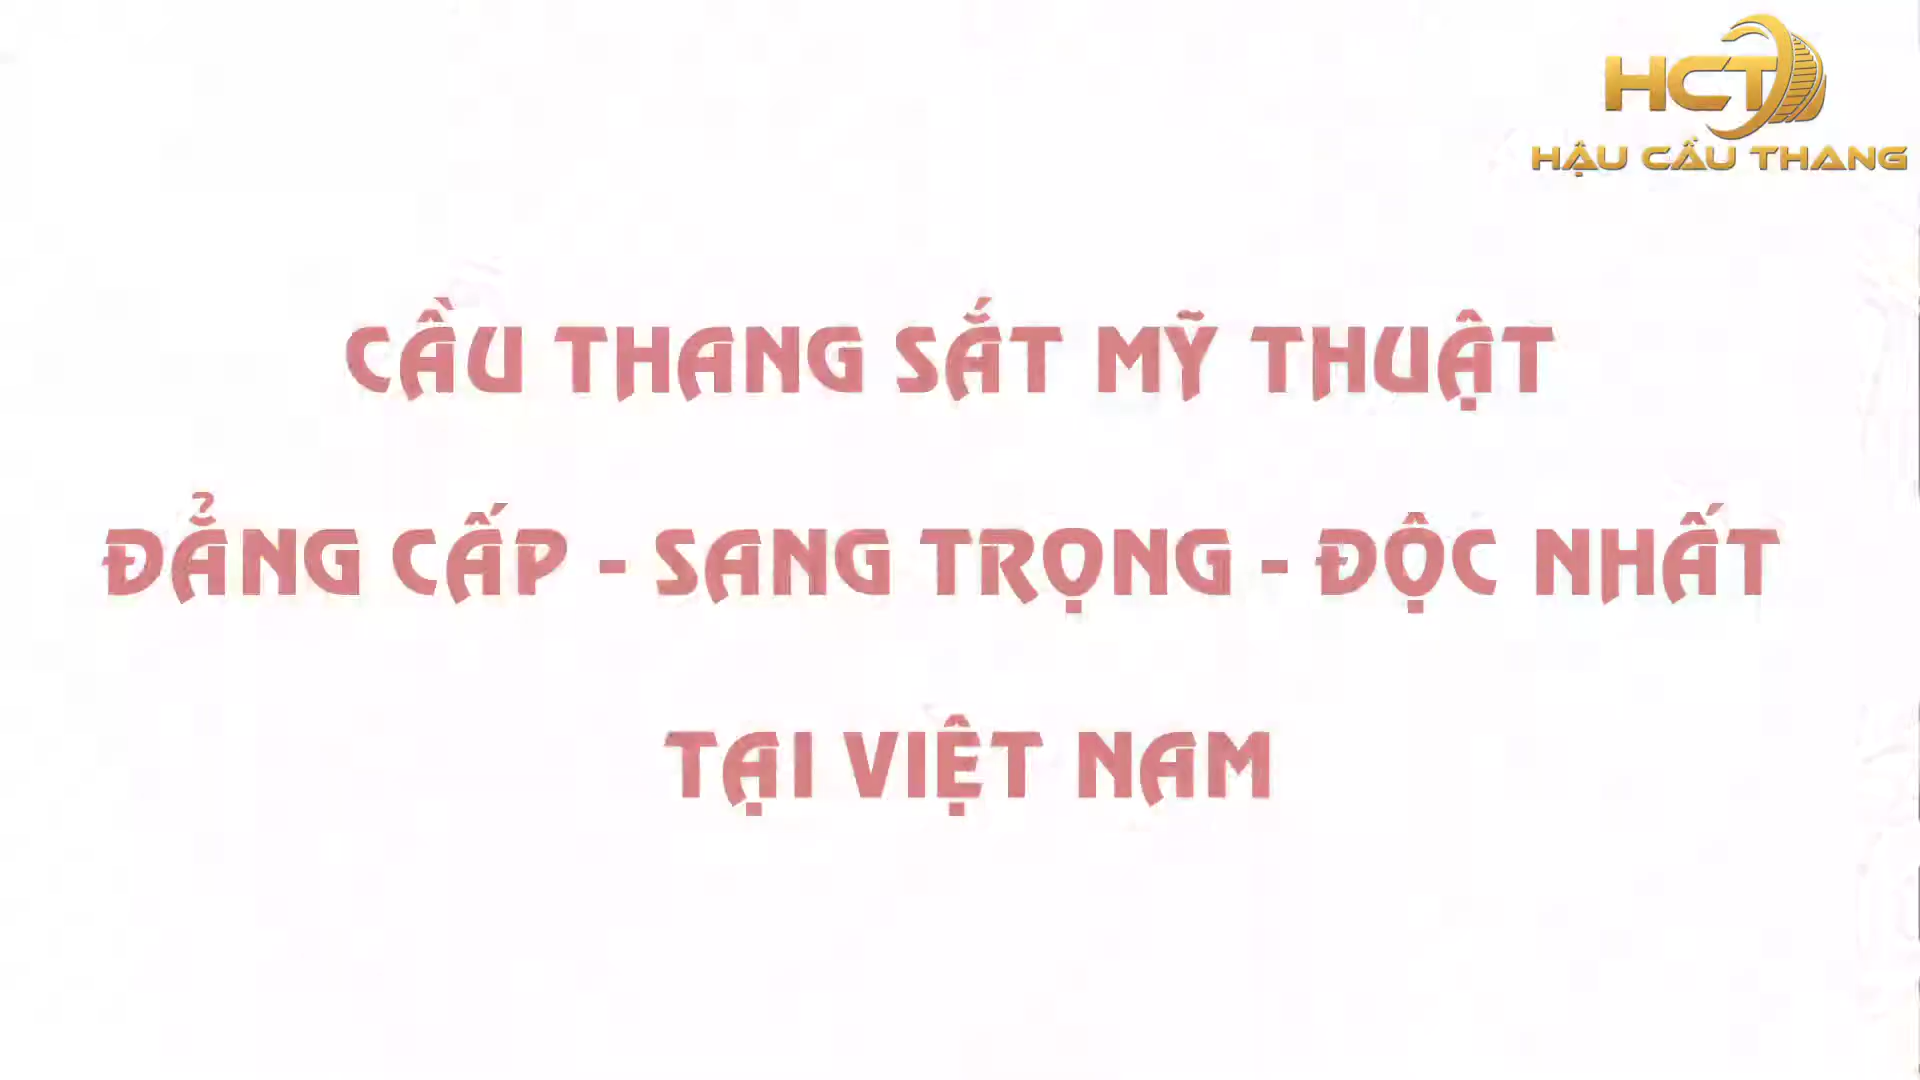 HCT
HẬU CẦU THANG
CẦU THANG SẮT MỸ THUẬT
ĐẲNG CẤP - SANG TRỌNG - ĐỘC NHẤT
TẠI VIỆT NAM